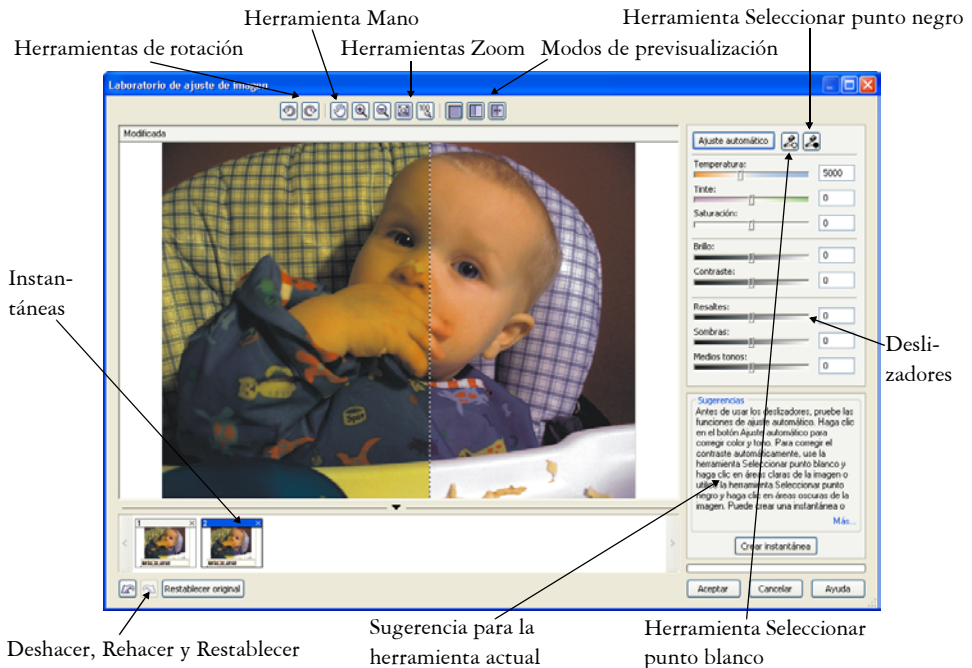 Herramienta Mano
Herramienta Seleccionar punto negro
Herramientas de rotación
Herramientas Zoom
Modos de previsualización
Laboratorio de ajuste de imagen
Modificada
Ajuste automático
Temperatura:
5000
Tinte:
0
Saturación:
0
Brillo:
0
Contraste:
0
Resaltes:
0
Sombras:
0
Medios tonos:
0
Instan-
táneas
Desli-
zadores
Sugerencias
Antes de usar los deslizadores, pruebe las
funciones de ajuste automático. Haga clic
en el botón Ajuste automático para
corregir color y tono. Para corregir el
contraste automáticamente, use la
herramienta Seleccionar punto blanco y
haga clic en áreas claras de la imagen o
utilice la herramienta Seleccionar punto
negro y haga clic en áreas oscuras de la
imagen. Puede crear una instantánea o
Más...
Crear instantánea
1
2
Restablecer original
Aceptar
Cancelar
Ayuda
Deshacer, Rehacer y Restablecer
Sugerencia para la
herramienta actual
Herramienta Seleccionar
punto blanco